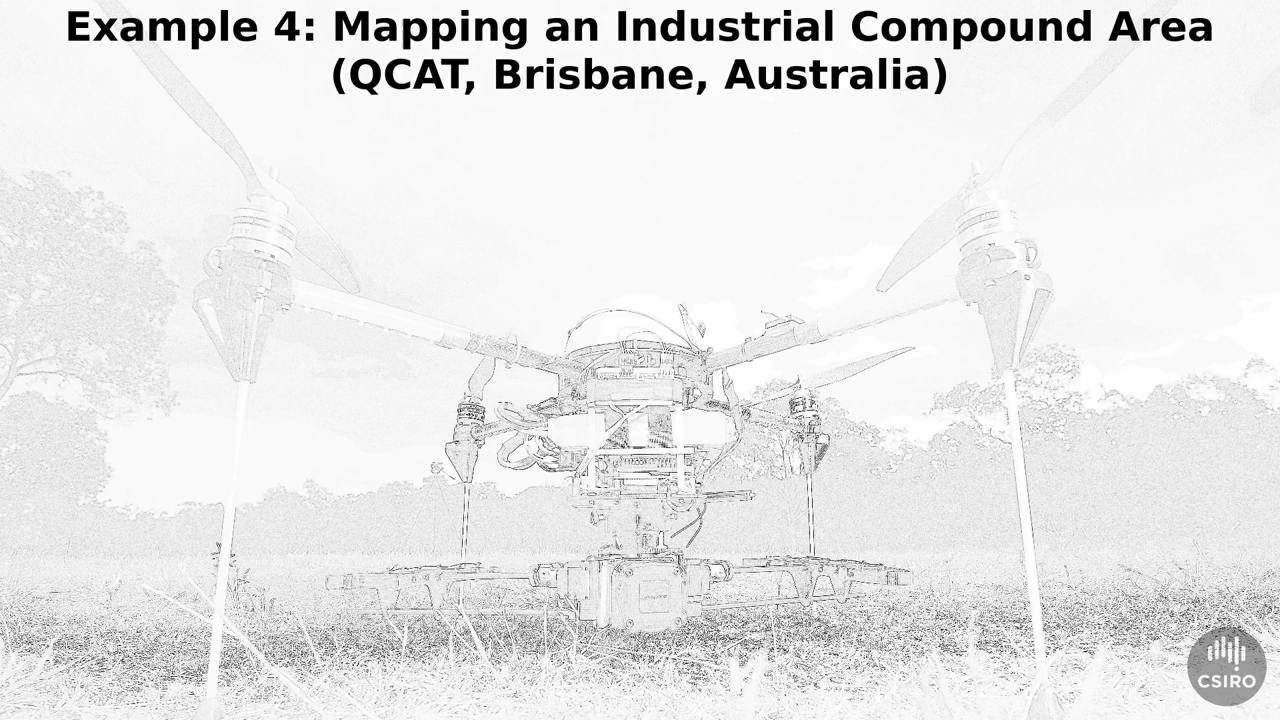 Example 4: Mapping an Industrial Compound Area
(QCAT, Brisbane, Australia)
CSIRO